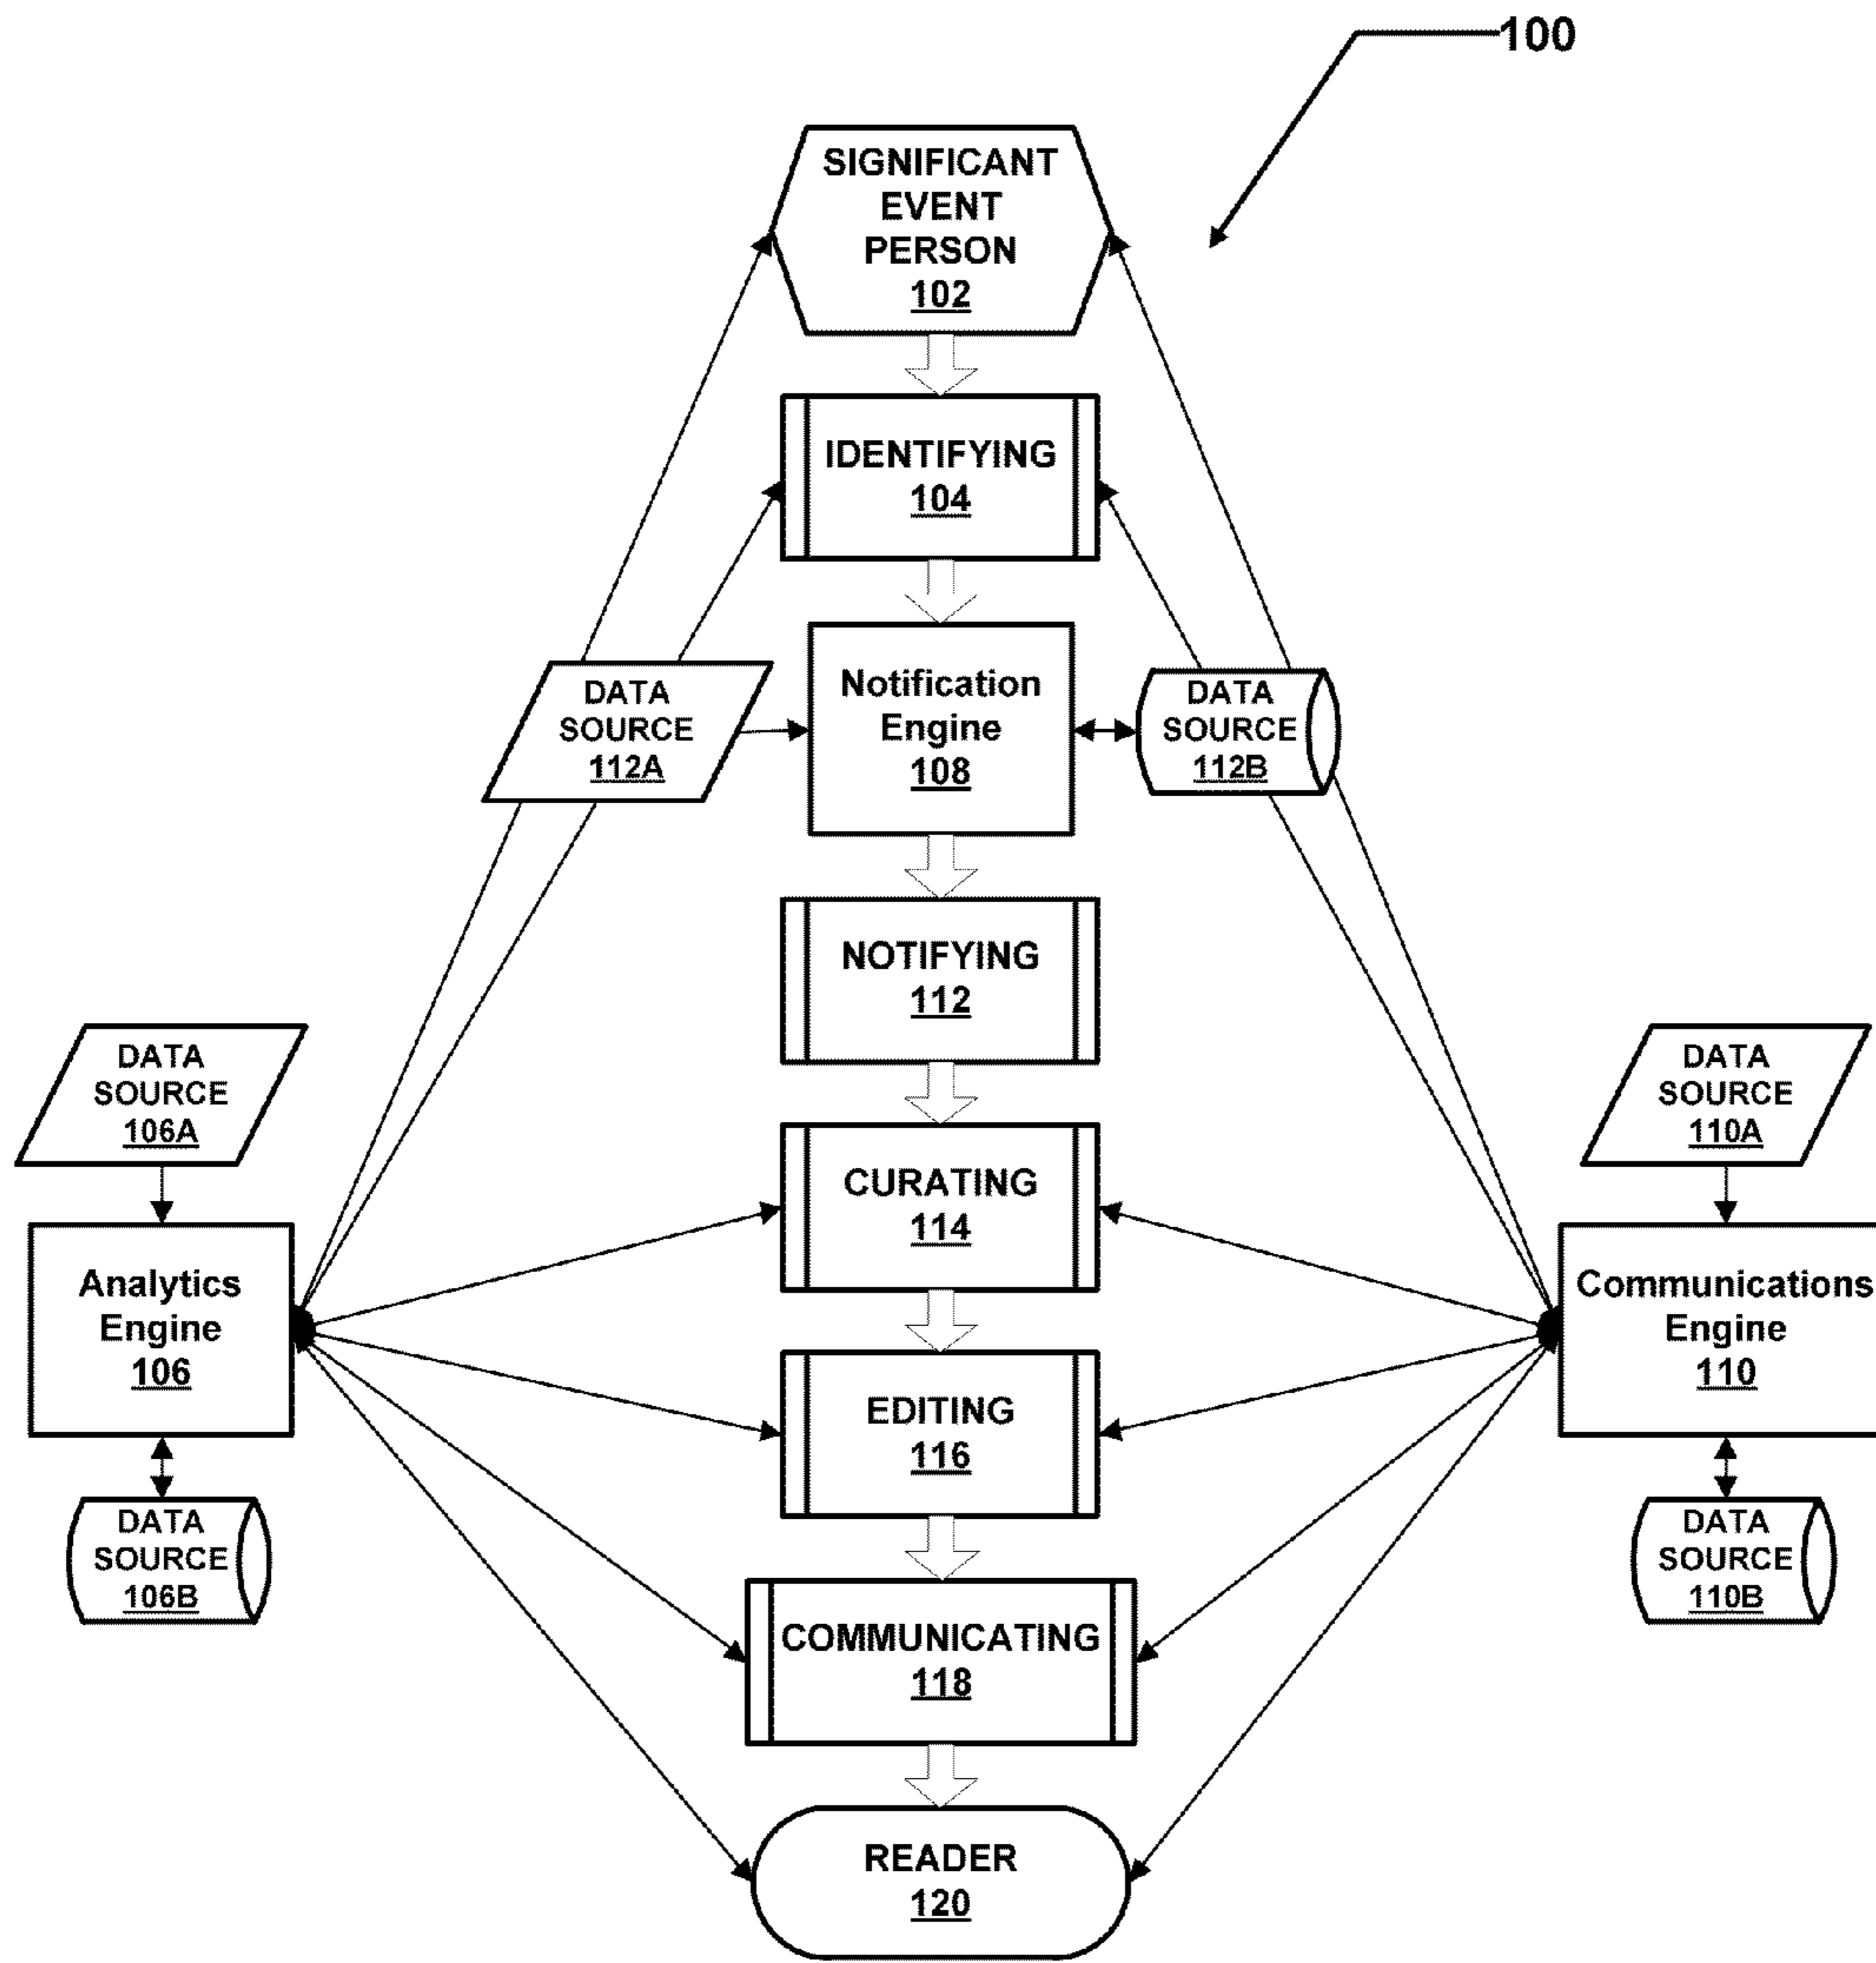 100
SIGNIFICANT
EVENT
PERSON
102
IDENTIFYING
104
DATA
SOURCE
112A
Notification
Engine
108
DATA
SOURCE
112B
NOTIFYING
112
DATA
SOURCE
106A
DATA
SOURCE
110A
CURATING
114
Analytics
Engine
106
Communications
Engine
110
EDITING
116
DATA
SOURCE
106B
DATA
SOURCE
110B
COMMUNICATING
118
READER
120